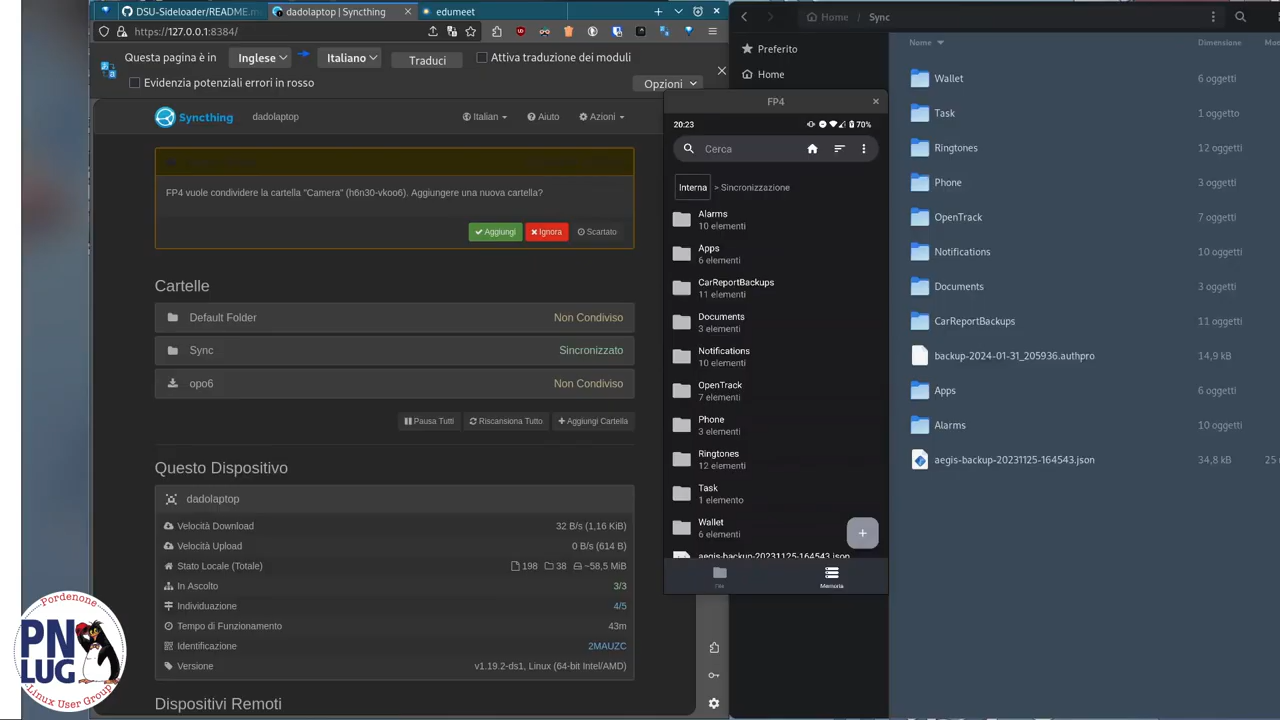 DSU-Sideloader/README.m
dadolaptop | Syncthing
edumeet
https://127.0.0.1:8384/
Questa pagina è in
Inglese
Italiano
Traduci
Attiva traduzione dei moduli
Evidenzia potenziali errori in rosso
Opzioni
Syncthing
dadolaptop
Italian
Aiuto
Azioni
FP4 vuole condividere la cartella "Camera" (h6n30-vkoo6). Aggiungere una nuova cartella?
Aggiungi
Ignora
Scartato
Cartelle
Default Folder
Non Condiviso
Sync
Sincronizzato
opo6
Non Condiviso
Pausa Tutti
Riscansiona Tutto
Aggiungi Cartella
Questo Dispositivo
dadolaptop
Velocità Download
32 B/s (1,16 KiB)
Velocità Upload
0 B/s (614 B)
Stato Locale (Totale)
198
38
~58,5 MiB
In Ascolto
3/3
Individuazione
4/5
Tempo di Funzionamento
43m
Identificazione
2MAUZC
Versione
v1.19.2-ds1, Linux (64-bit Intel/AMD)
Dispositivi Remoti
FP4
20:23
70%
Cerca
Interna > Sincronizzazione
Alarms
10 elementi
Apps
6 elementi
CarReportBackups
11 elementi
Documents
3 elementi
Notifications
10 elementi
OpenTrack
7 elementi
Phone
3 elementi
Ringtones
12 elementi
Task
1 elemento
Wallet
6 elementi
aegis-backup-20231125-164543.json
File
Memoria
Home
Sync
Preferito
Home
Nome
Dimensione
Wallet
6 oggetti
Task
1 oggetto
Ringtones
12 oggetti
Phone
3 oggetti
OpenTrack
7 oggetti
Notifications
10 oggetti
Documents
3 oggetti
CarReportBackups
11 oggetti
backup-2024-01-31_205936.authpro
14,9 kB
Apps
6 oggetti
Alarms
10 oggetti
aegis-backup-20231125-164543.json
34,8 kB
25
Pordenone
PN
LUG
Linux User Group